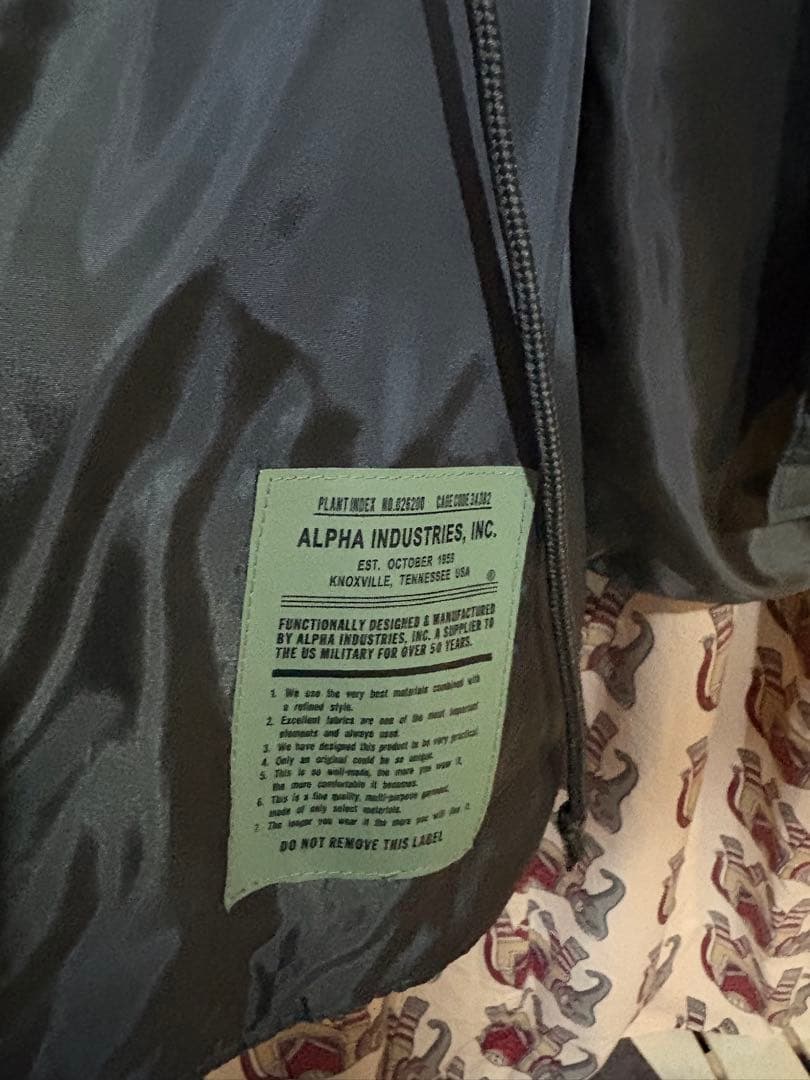 PLANT INDEX NO.026200 CAGE CODE 3A382
ALPHA INDUSTRIES, INC.
EST. OCTOBER 1959
KNOXVILLE, TENNESSEE USA ®
FUNCTIONALLY DESIGNED & MANUFACTURED
BY ALPHA INDUSTRIES, INC. A SUPPLIER TO
THE US MILITARY FOR OVER 50 YEARS.
1. We use the very best materials combined with
a refined style.
2. Excellent fabrics are one of the most important
elements and always used.
3. We have designed this product to be very practical.
4. Only an original could be so unique.
5. This is so well-made, the more you wear it,
the more comfortable it becomes.
6. This is a fine quality, multi-purpose garment,
made of only select materials.
7. The longer you wear it the more you will like it.
DO NOT REMOVE THIS LABEL